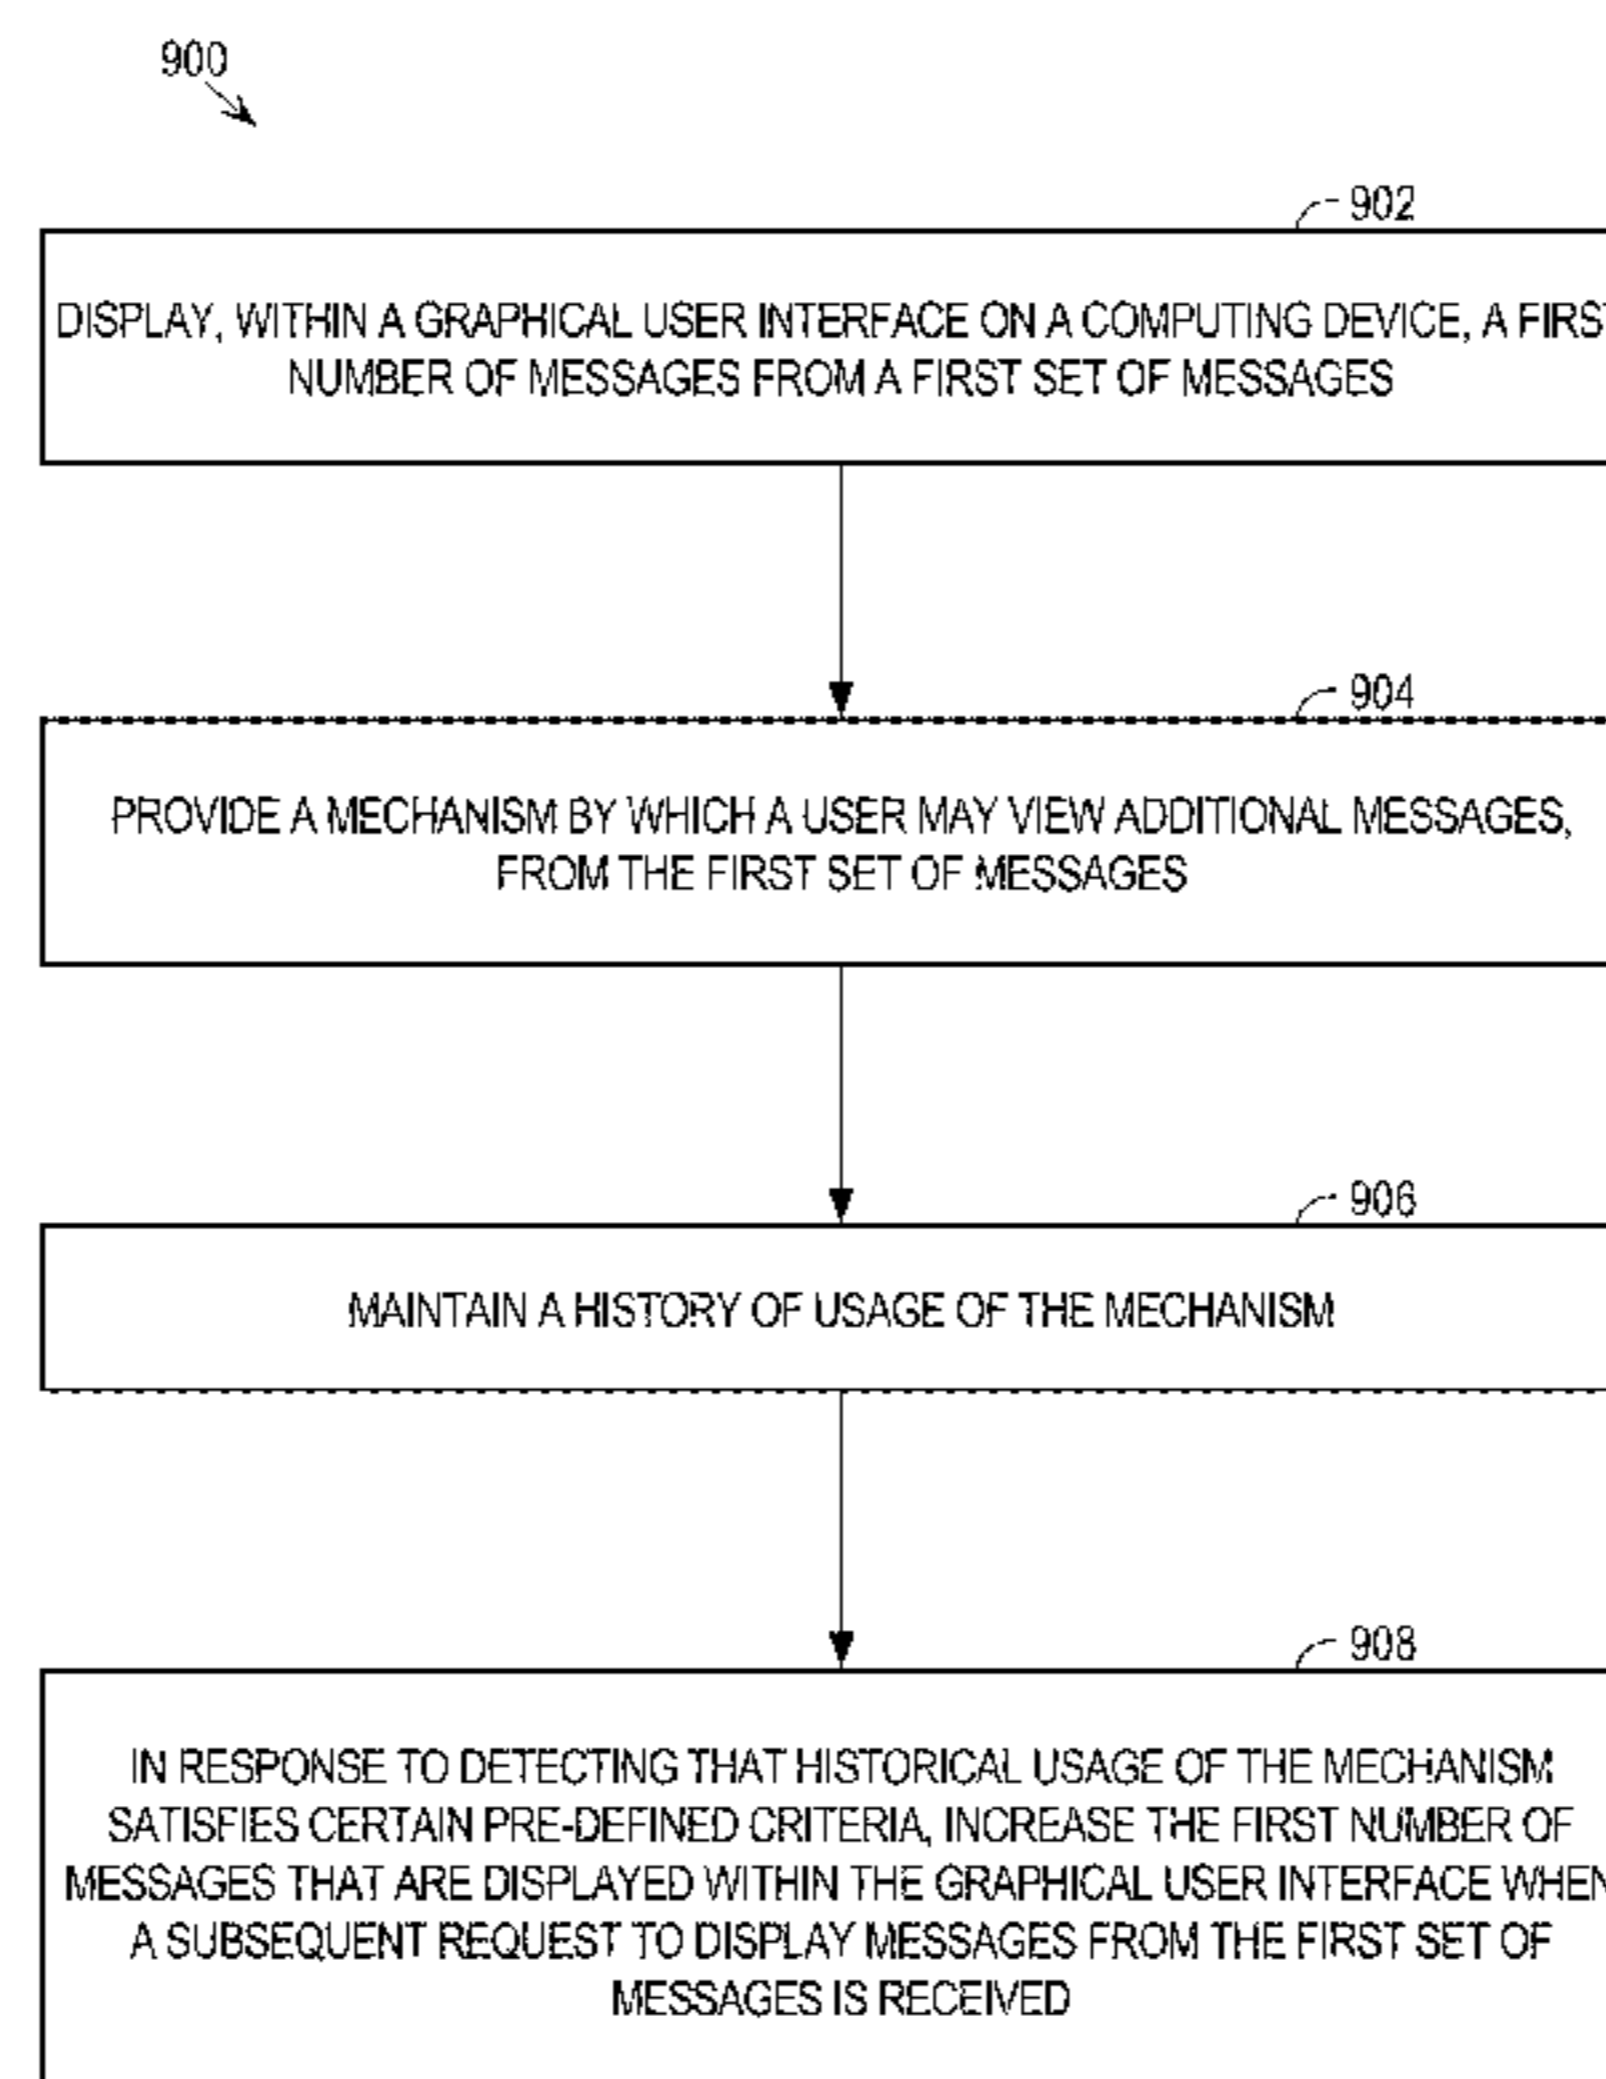 900
902
DISPLAY, WITHIN A GRAPHICAL USER INTERFACE ON A COMPUTING DEVICE, A FIRST
NUMBER OF MESSAGES FROM A FIRST SET OF MESSAGES
904
PROVIDE A MECHANISM BY WHICH A USER MAY VIEW ADDITIONAL MESSAGES,
FROM THE FIRST SET OF MESSAGES
906
MAINTAIN A HISTORY OF USAGE OF THE MECHANISM
908
IN RESPONSE TO DETECTING THAT HISTORICAL USAGE OF THE MECHANISM
SATISFIES CERTAIN PRE-DEFINED CRITERIA, INCREASE THE FIRST NUMBER OF
MESSAGES THAT ARE DISPLAYED WITHIN THE GRAPHICAL USER INTERFACE WHEN
A SUBSEQUENT REQUEST TO DISPLAY MESSAGES FROM THE FIRST SET OF
MESSAGES IS RECEIVED